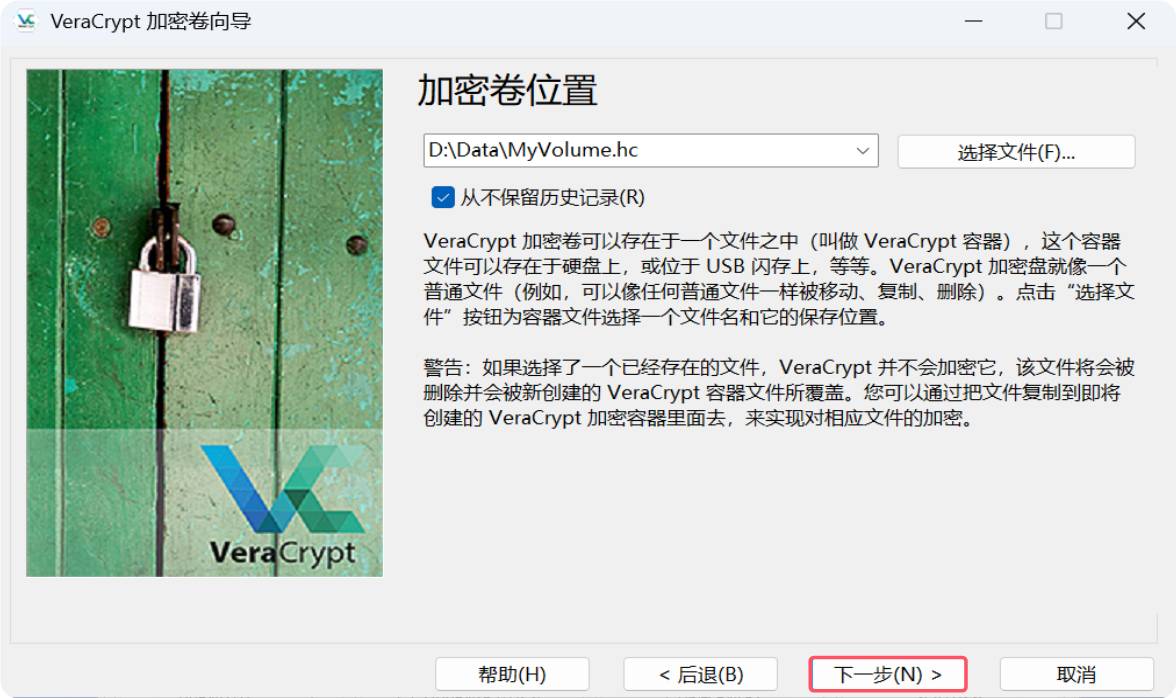 VeraCrypt 加密卷向导
加密卷位置
D:\Data\MyVolume.hc
选择文件(F)...
从不保留历史记录(R)
VeraCrypt 加密卷可以存在于一个文件之中（叫做 VeraCrypt 容器），这个容器
文件可以存在于硬盘上，或位于 USB 闪存上，等等。VeraCrypt 加密盘就像一个
普通文件（例如，可以像任何普通文件一样被移动、复制、删除）。点击“选择文
件”按钮为容器文件选择一个文件名和它的保存位置。
警告：如果选择了一个已经存在的文件，VeraCrypt 并不会加密它，该文件将会被
删除并会被新创建的 VeraCrypt 容器文件所覆盖。您可以通过把文件复制到即将
创建的 VeraCrypt 加密容器里面去，来实现对相应文件的加密。
VeraCrypt
帮助(H)
< 后退(B)
下一步(N) >
取消